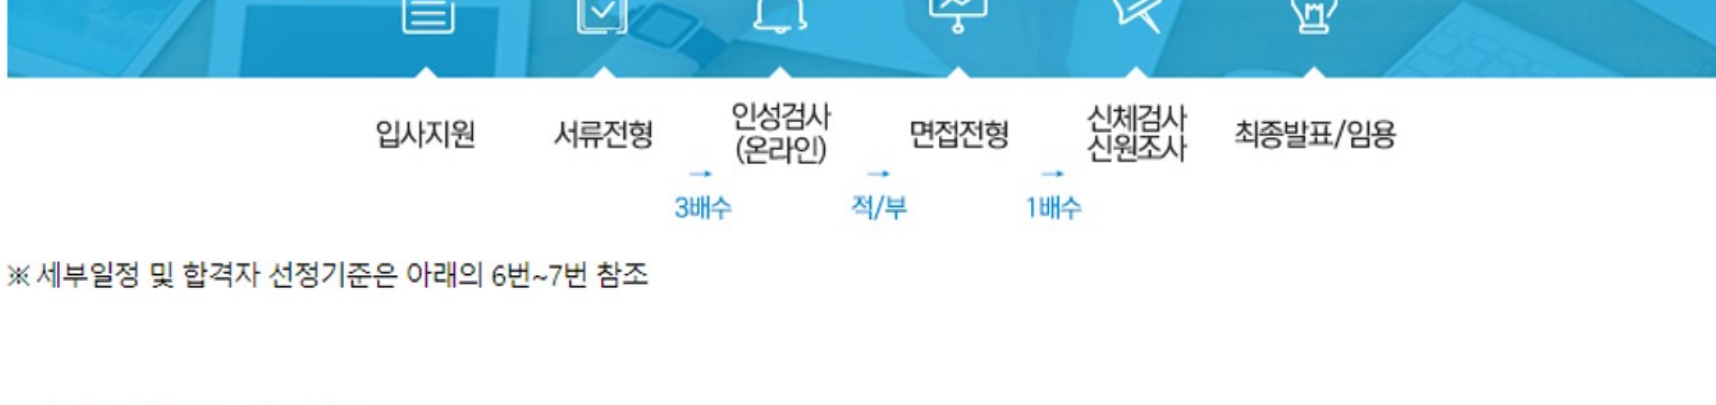 입사지원
서류전형
인성검사
(온라인)
면접전형
신체검사
신원조사
최종발표/임용
→
3배수
→
적/부
→
1배수
※ 세부일정 및 합격자 선정기준은 아래의 6번~7번 참조